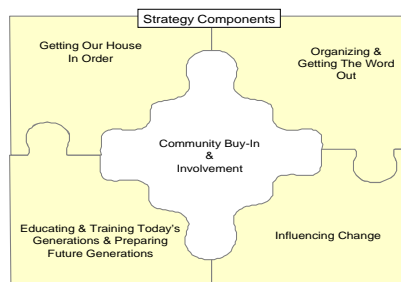 Strategy Components
Getting Our House
In Order
Organizing &
Getting The Word
Out
Community Buy-In
&
Involvement
Educating & Training Today's
Generations & Preparing
Future Generations
Influencing Change